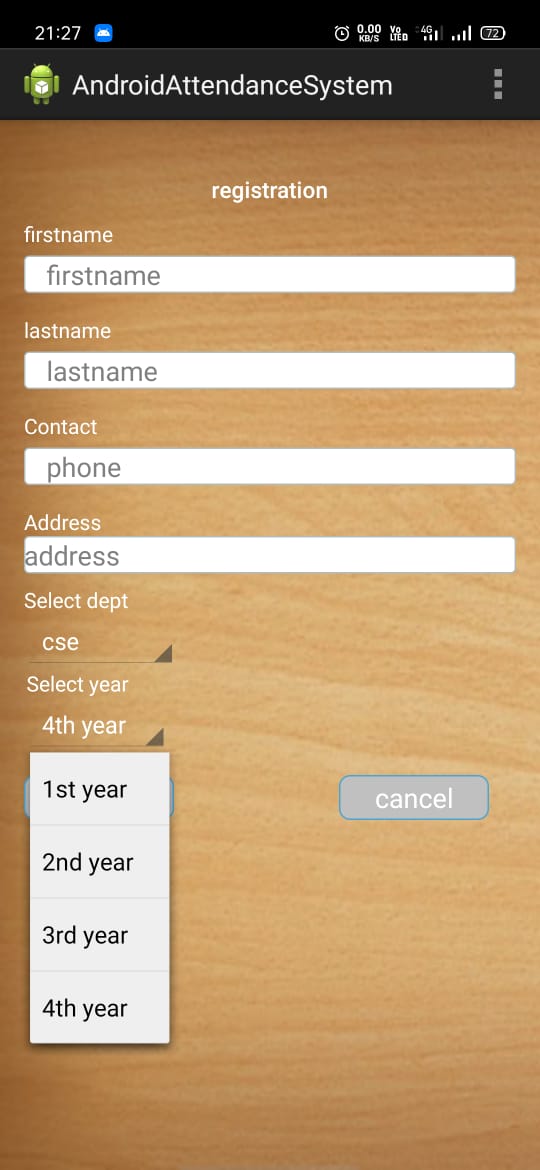 21:27 0.00 KB/S Vo LTED 4G 72
AndroidAttendanceSystem
registration
firstname
firstname
lastname
lastname
Contact
phone
Address
address
Select dept
cse
Select year
4th year
1st year
cancel
2nd year
3rd year
4th year